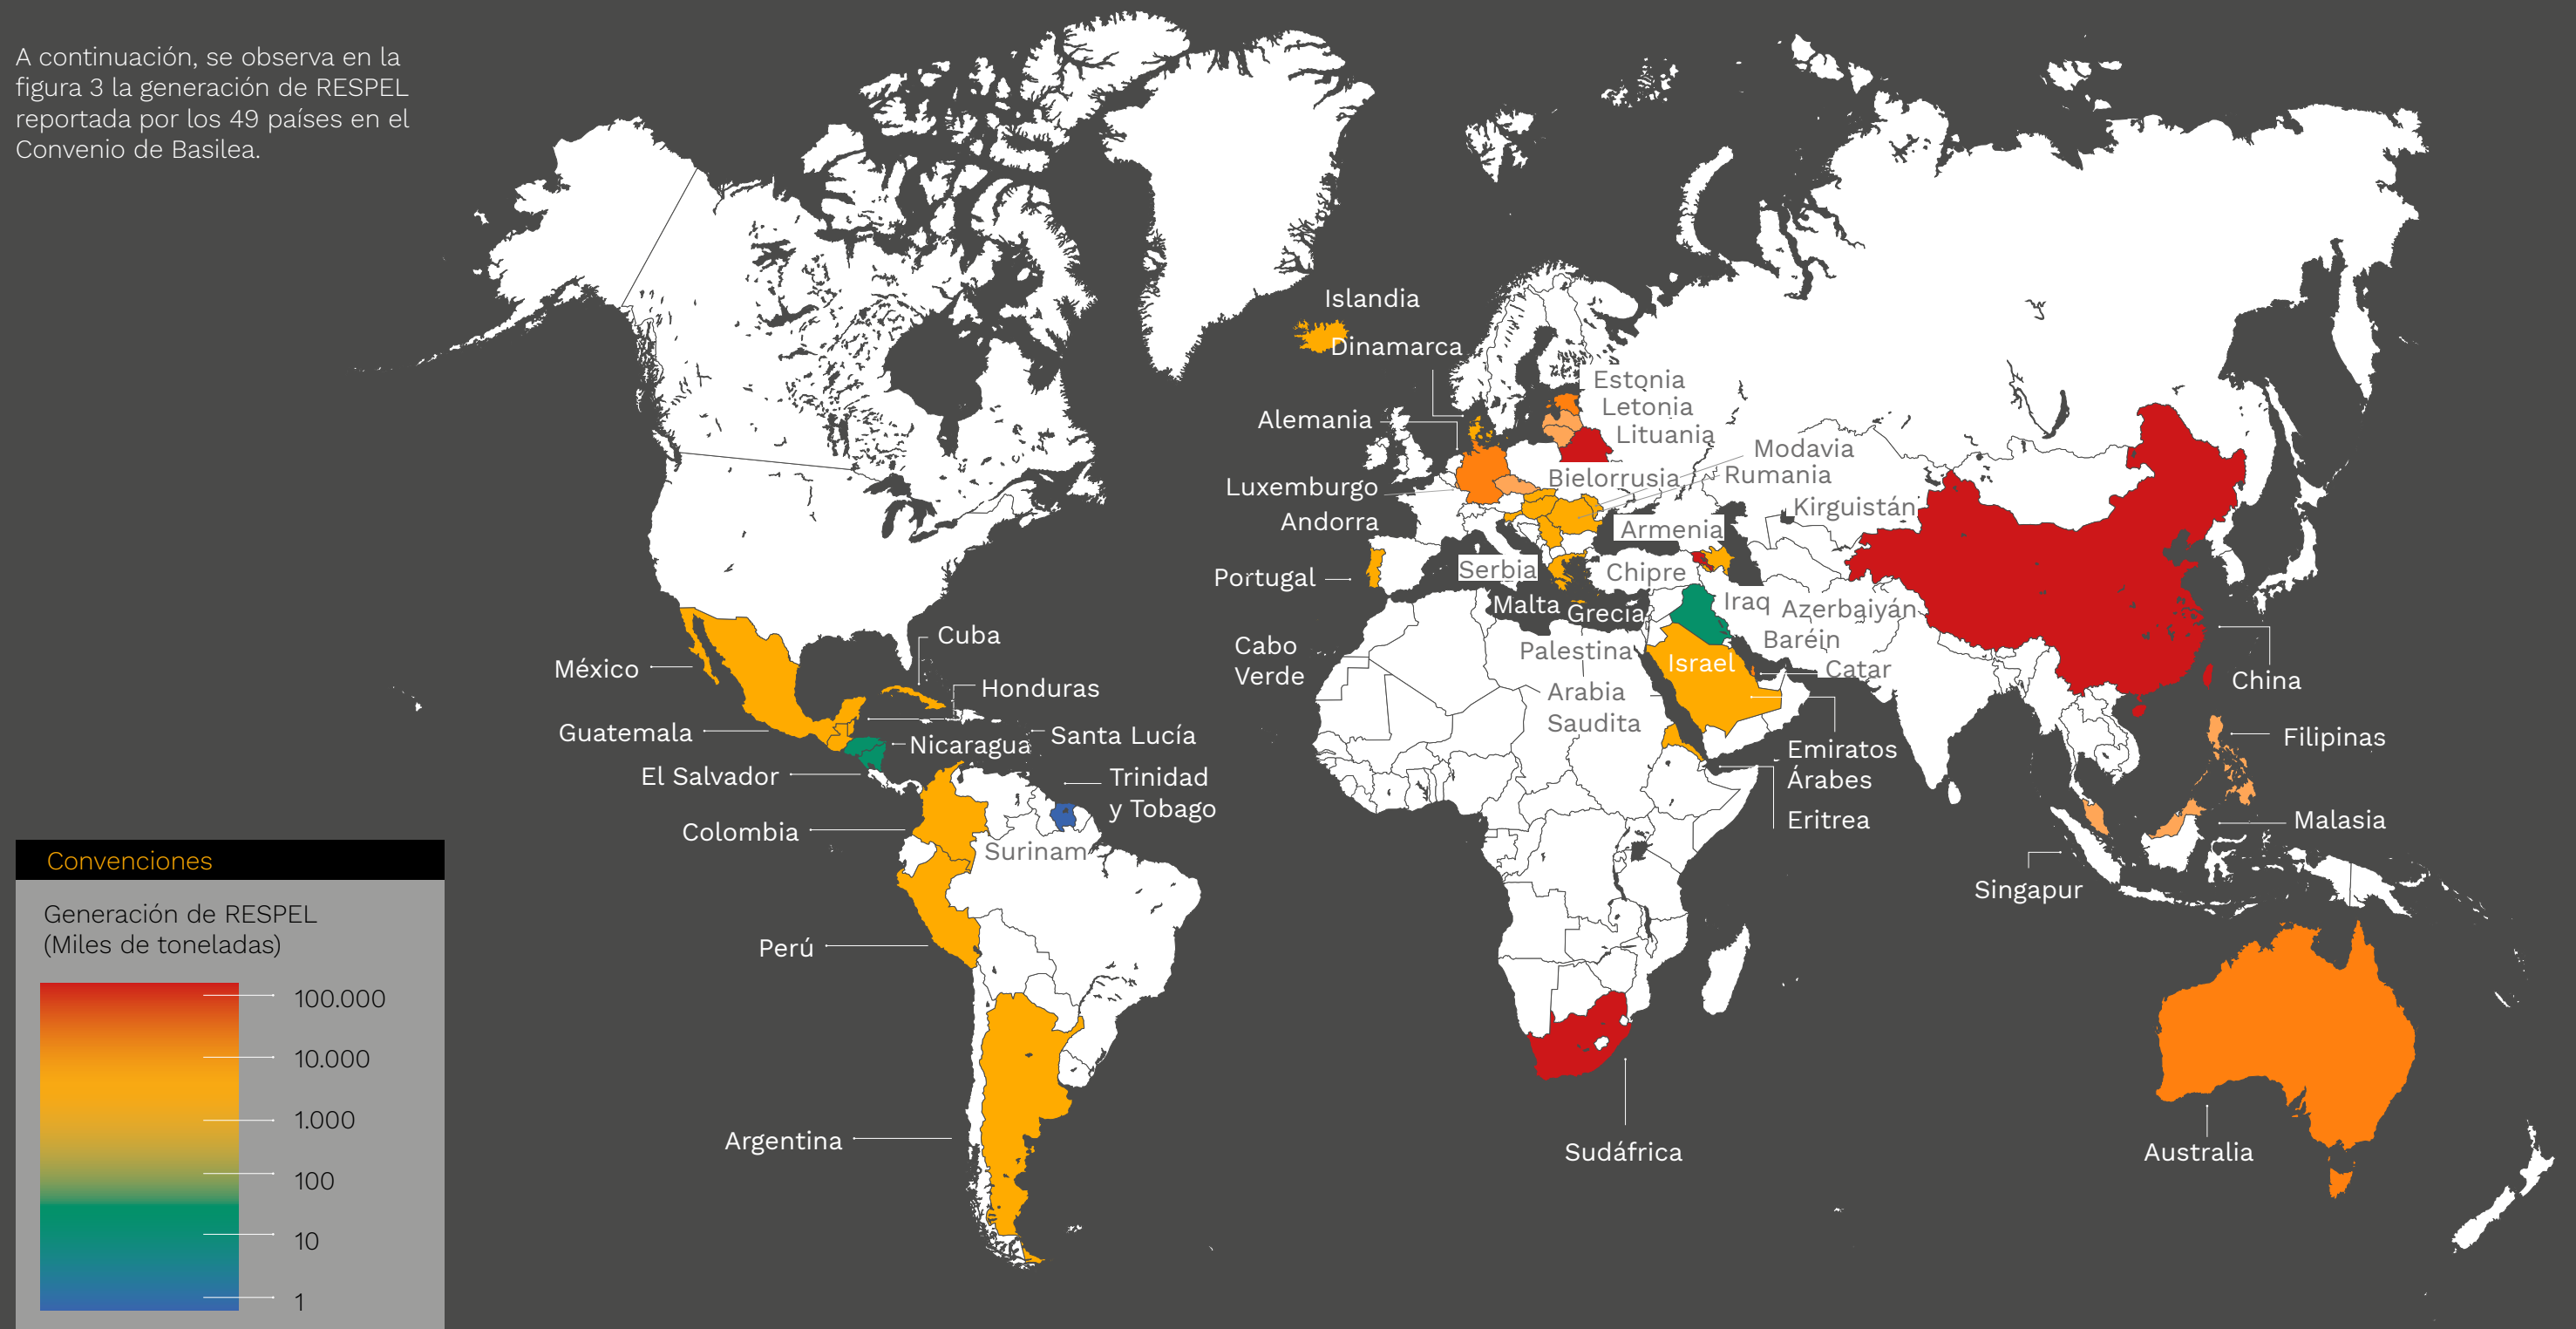 A continuación, se observa en la
figura 3 la generación de RESPEL
reportada por los 49 países en el
Convenio de Basilea.
Islandia
Dinamarca
Estonia
Letonia
Alemania
Lituania
Modavia
Rumania
Bielorrusia
Luxemburgo
Kirguistán
Andorra
Armenia
Serbia
Chipre
Portugal
Malta
Grecia
Iraq
Azerbaiyán
Cuba
Baréin
Cabo
Verde
Palestina
Israel
Catar
México
China
Honduras
Arabia
Saudita
Guatemala
Nicaragua
Santa Lucía
Filipinas
Emiratos
Árabes
El Salvador
Trinidad
y Tobago
Eritrea
Malasia
Colombia
Surinam
Singapur
Perú
Argentina
Sudáfrica
Australia
Convenciones
Generación de RESPEL
(Miles de toneladas)
100.000
10.000
1.000
100
10
1